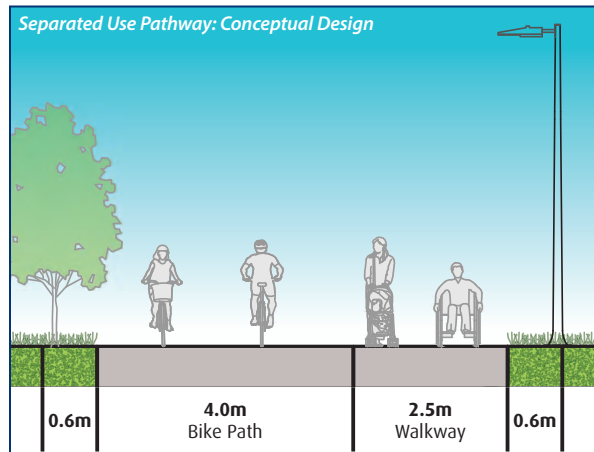 Separated Use Pathway: Conceptual Design
0.6m
4.0m
Bike Path
2.5m
Walkway
0.6m